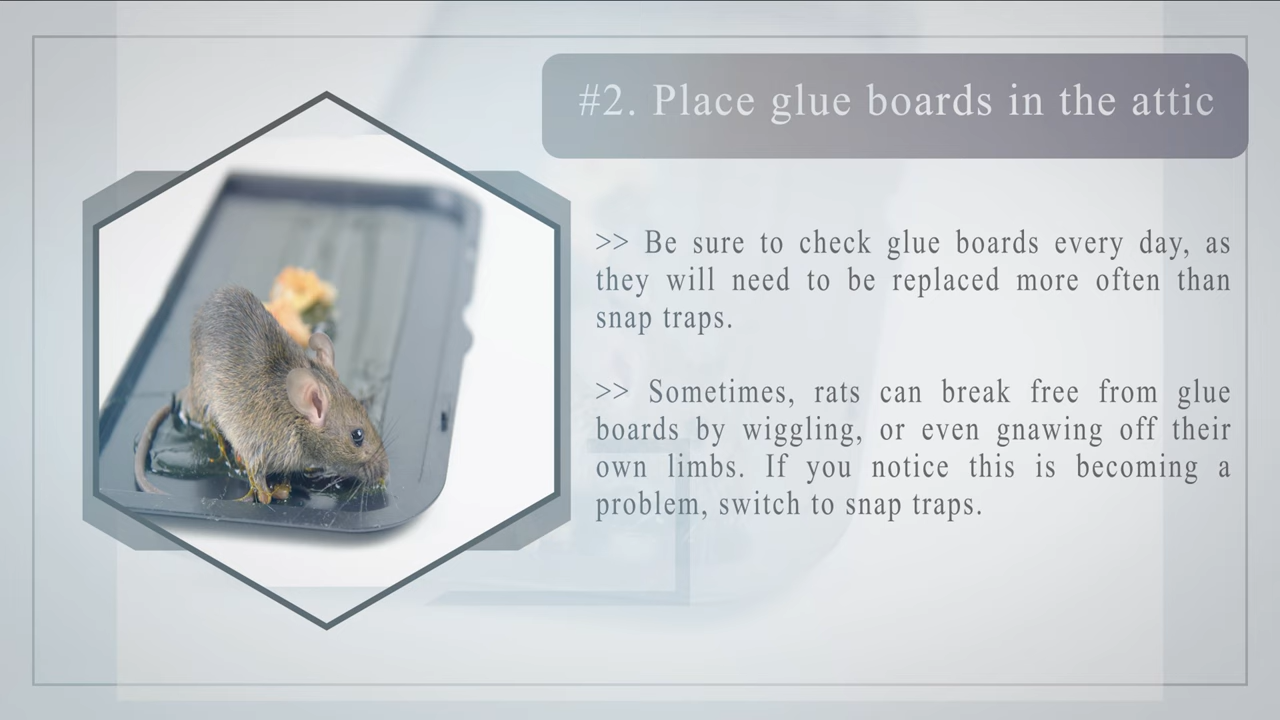 #2. Place glue boards in the attic
>> Be sure to check glue boards every day, as
they will need to be replaced more often than
snap traps.
>> Sometimes, rats can break free from glue
boards by wiggling, or even gnawing off their
own limbs. If you notice this is becoming a
problem, switch to snap traps.